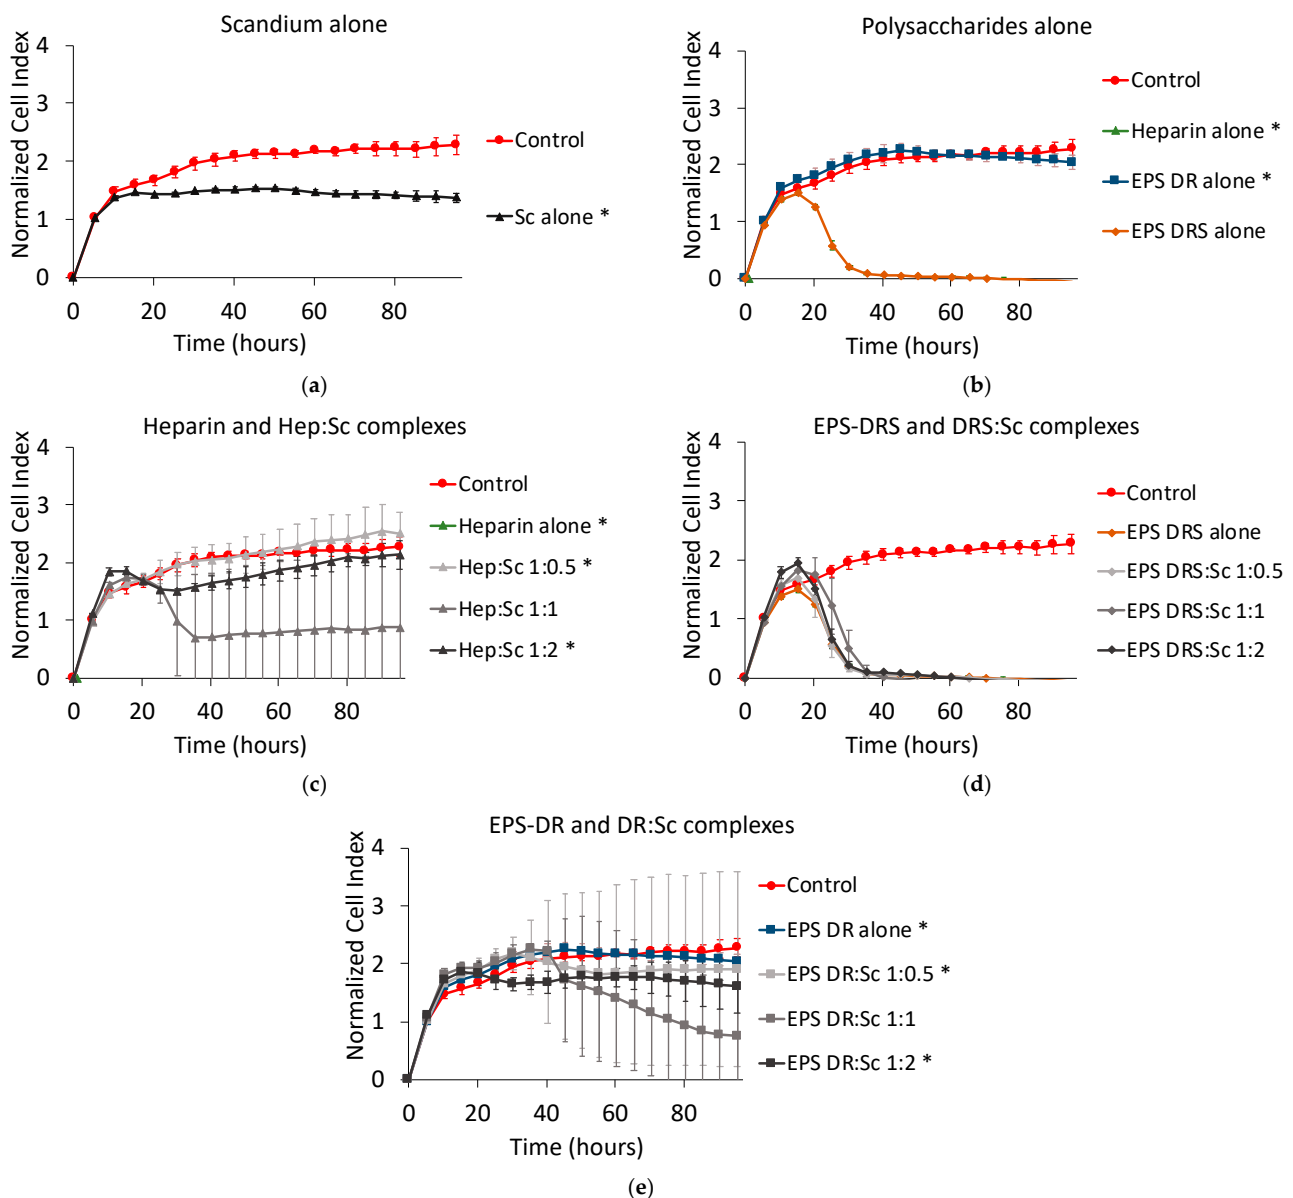 Scandium alone
Normalized Cell Index
4
3
2
1
0
0
20
40
60
80
Time (hours)
Control
Sc alone *
(a)
Polysaccharides alone
Normalized Cell Index
4
3
2
1
0
0
20
40
60
80
Time (hours)
Control
Heparin alone *
EPS DR alone *
EPS DRS alone
(b)
Heparin and Hep:Sc complexes
Normalized Cell Index
4
3
2
1
0
0
20
40
60
80
Time (hours)
Control
Heparin alone *
Hep:Sc 1:0.5 *
Hep:Sc 1:1
Hep:Sc 1:2 *
(c)
EPS-DRS and DRS:Sc complexes
Normalized Cell Index
4
3
2
1
0
0
20
40
60
80
Time (hours)
Control
EPS DRS alone
EPS DRS:Sc 1:0.5
EPS DRS:Sc 1:1
EPS DRS:Sc 1:2
(d)
EPS-DR and DR:Sc complexes
Normalized Cell Index
4
3
2
1
0
0
20
40
60
80
Time (hours)
Control
EPS DR alone *
EPS DR:Sc 1:0.5 *
EPS DR:Sc 1:1
EPS DR:Sc 1:2 *
(e)